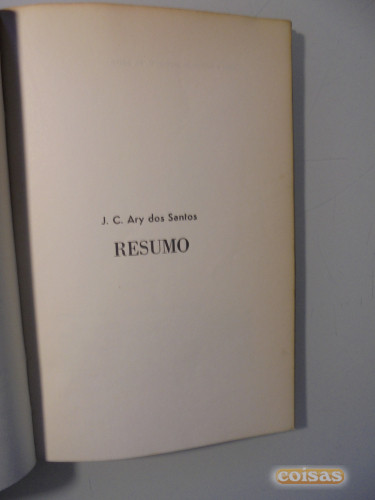 J. C. Ary dos Santos
RESUMO
coisas